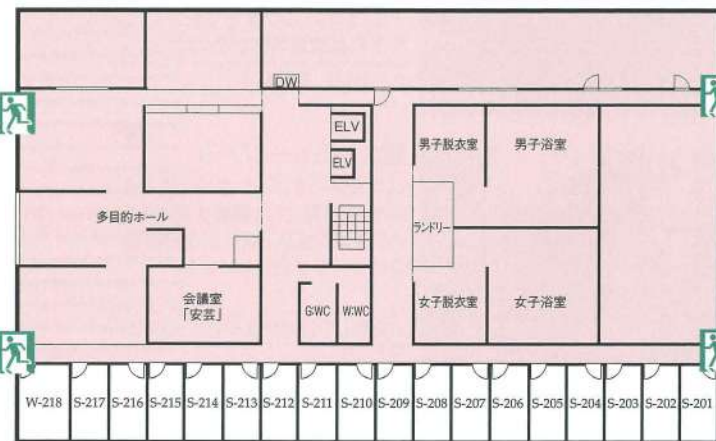 DW
ELV
ELV
男子脱衣室
男子浴室
多目的ホール
ランドリー
会議室
「安芸」
G:WC
W:WC
女子脱衣室
女子浴室
W-218
S-217
S-216
S-215
S-214
S-213
S-212
S-211
S-210
S-209
S-208
S-207
S-206
S-205
S-204
S-203
S-202
S-201